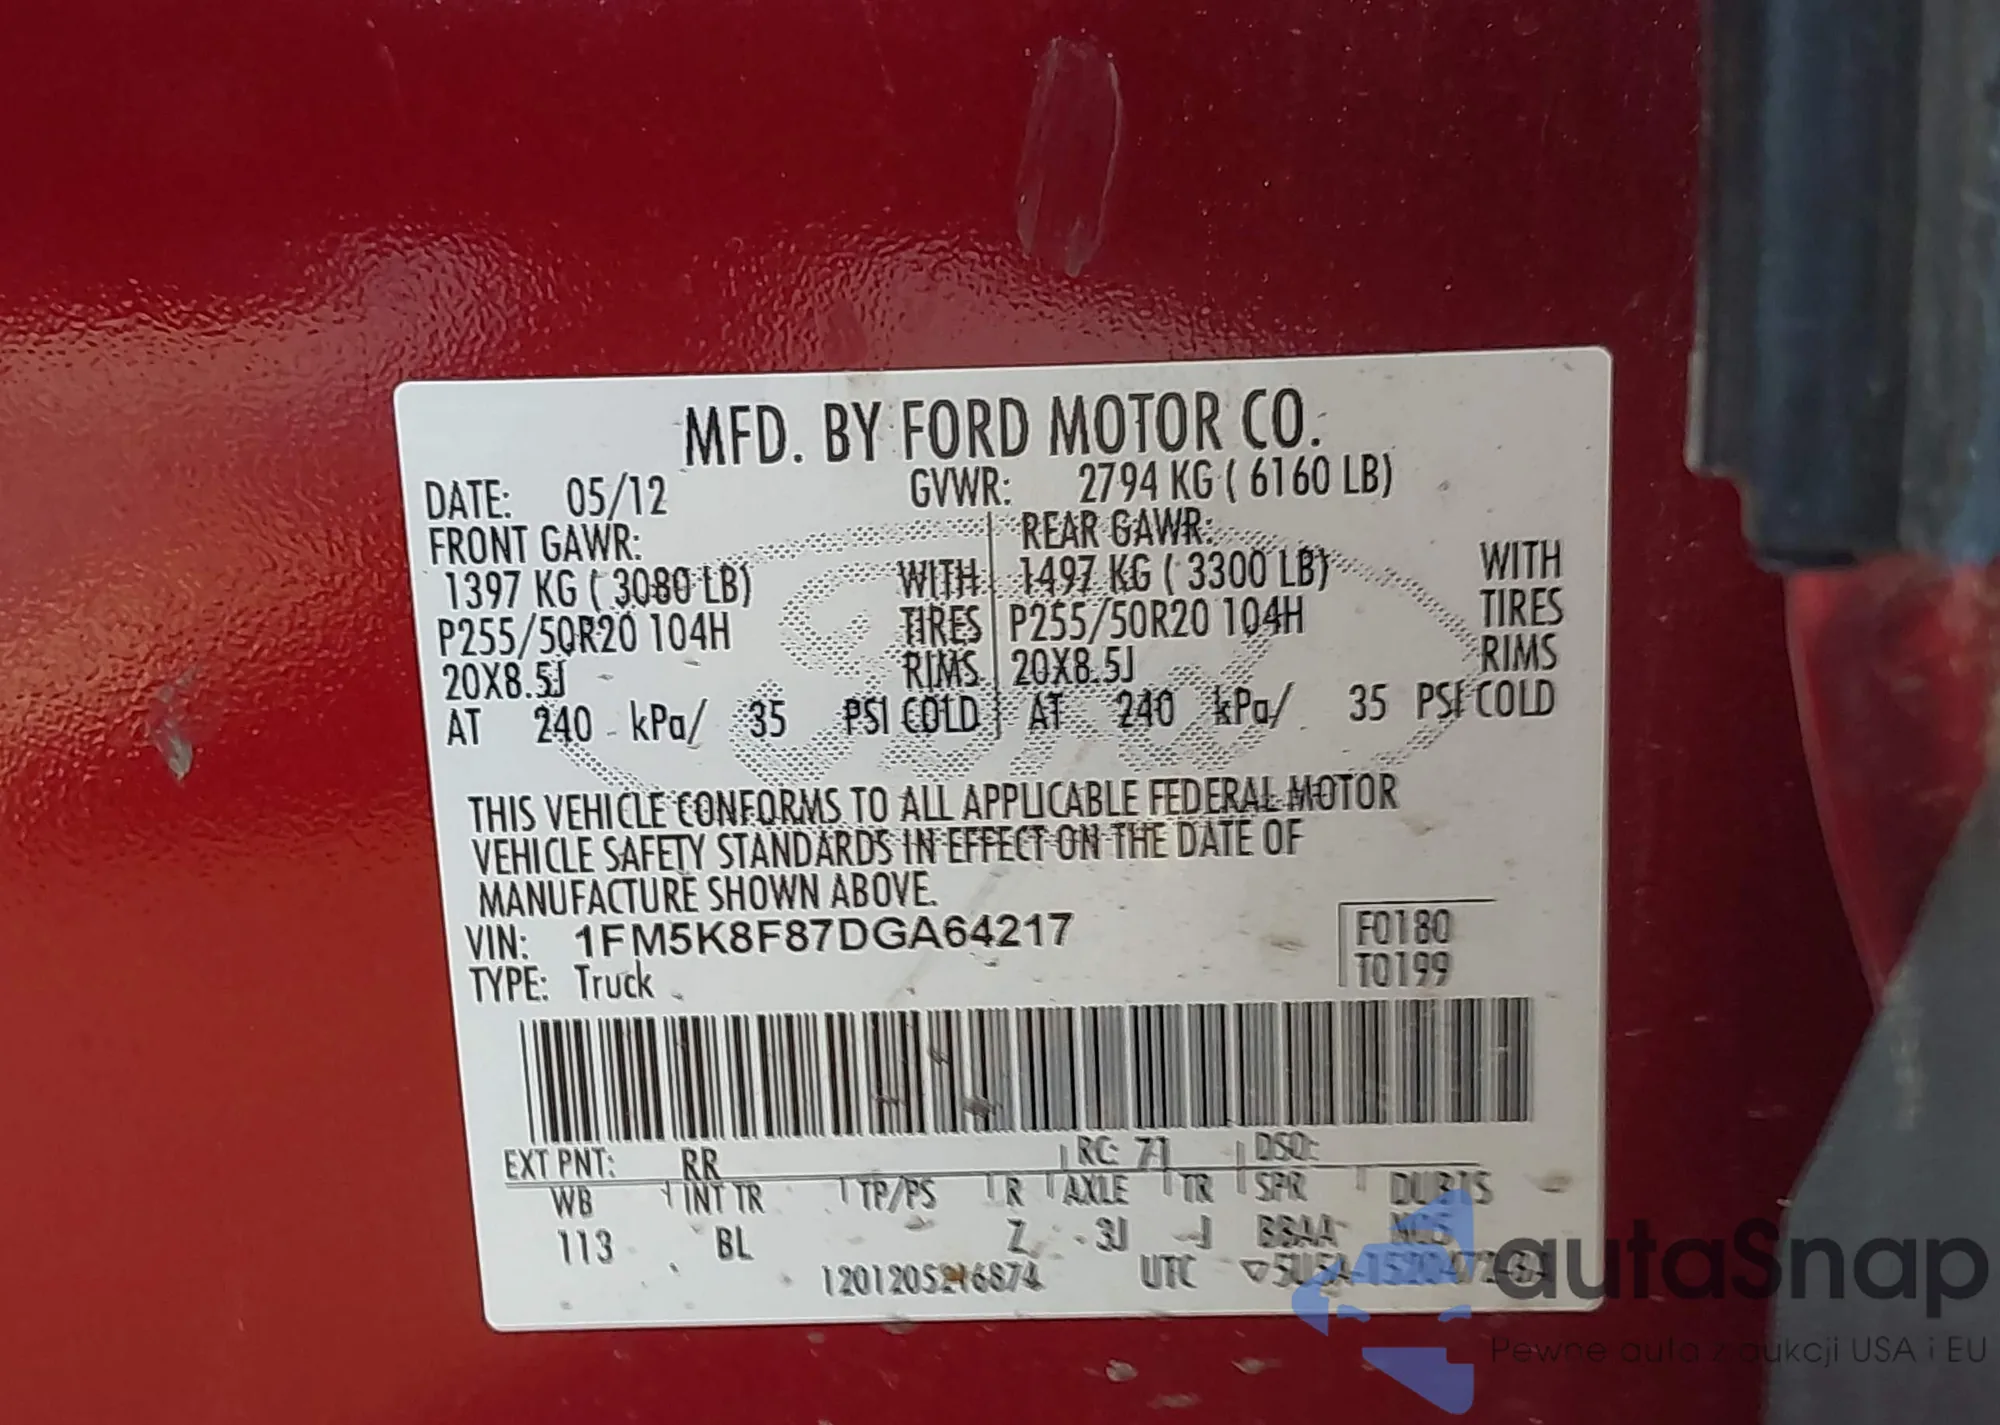 MFD. BY FORD MOTOR CO.
DATE: 05/12 GVWR: 2794 KG ( 6160 LB)
FRONT GAWR: REAR GAWR:
1397 KG ( 3080 LB) WITH 1497 KG ( 3300 LB) WITH
P255/50R20 104H TIRES P255/50R20 104H TIRES
20X8.5J RIMS 20X8.5J RIMS
AT 240 kPa/ 35 PSI COLD AT 240 kPa/ 35 PSI COLD
THIS VEHICLE CONFORMS TO ALL APPLICABLE FEDERAL MOTOR
VEHICLE SAFETY STANDARDS IN EFFECT ON THE DATE OF
MANUFACTURE SHOWN ABOVE.
VIN: 1FM5K8F87DGA64217 F0180
TYPE: Truck T0199
EXT PNT: RR RC: 71 DSO:
WB INT TR TP/PS R AXLE TR SPR
113 BL Z 3J J BBAA
UTC
autaSnap
Pewne auta z aukcji USA i EU